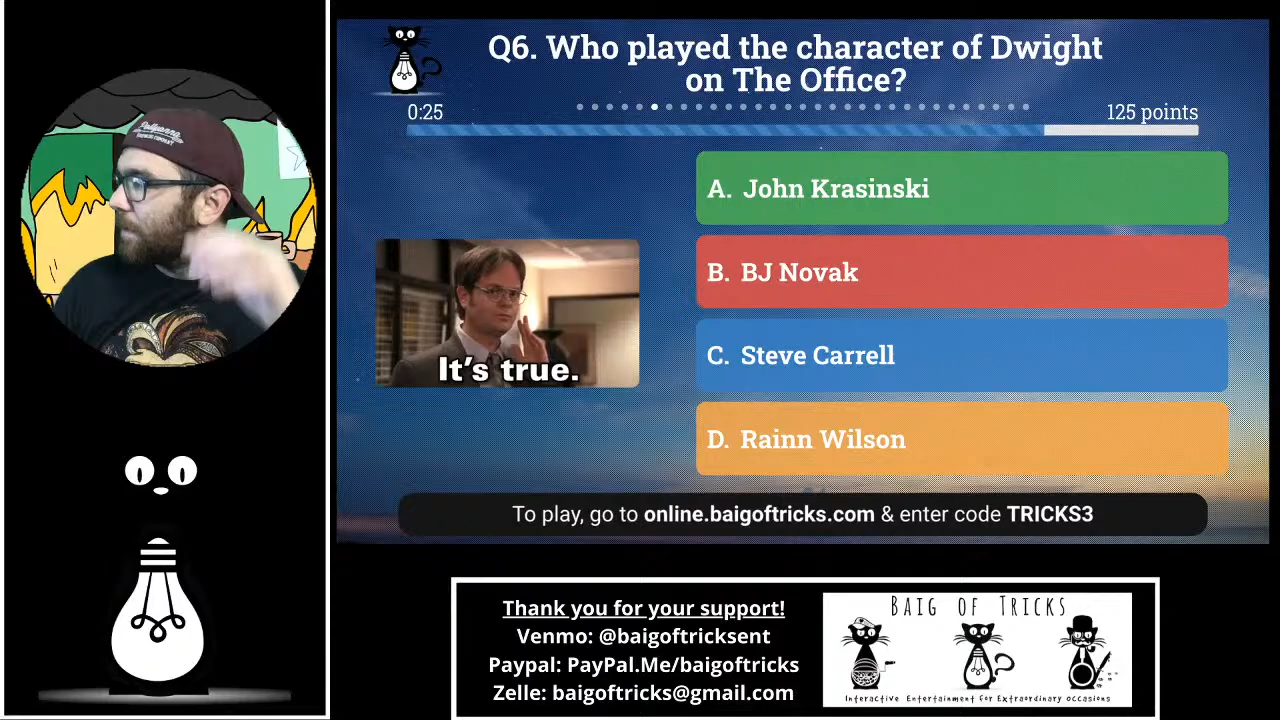 Q6. Who played the character of Dwight
on The Office?
0:25
125 points
A. John Krasinski
B. BJ Novak
C. Steve Carrell
D. Rainn Wilson
It's true.
To play, go to online.baigoftricks.com & enter code TRICKS3
Thank you for your support!
Venmo: @baigoftricksent
Paypal: PayPal.Me/baigoftricks
Zelle: baigoftricks@gmail.com
BAIG OF TRICKS
Interactive Entertainment for Extraordinary occasions